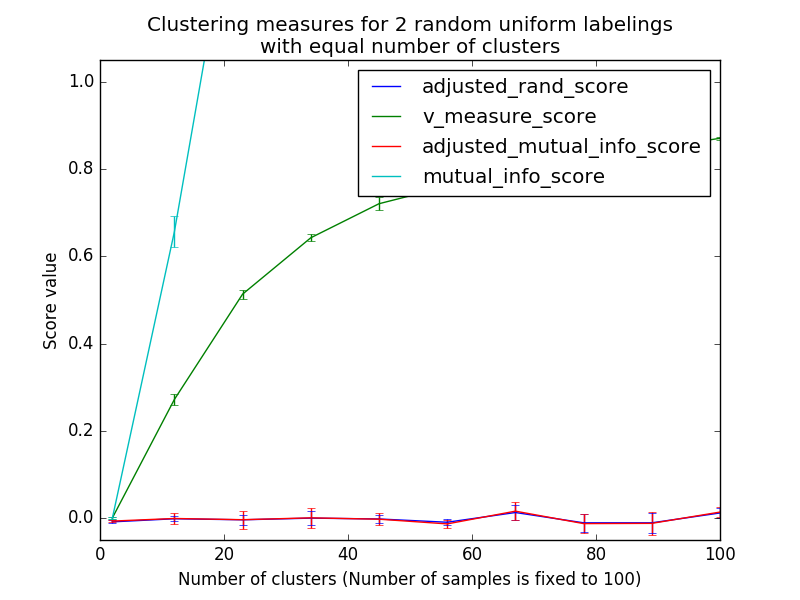 Clustering measures for 2 random uniform labelings
with equal number of clusters
adjusted_rand_score
v_measure_score
adjusted_mutual_info_score
mutual_info_score
Score value
1.0
0.8
0.6
0.4
0.2
0.0
0 20 40 60 80 100
Number of clusters (Number of samples is fixed to 100)